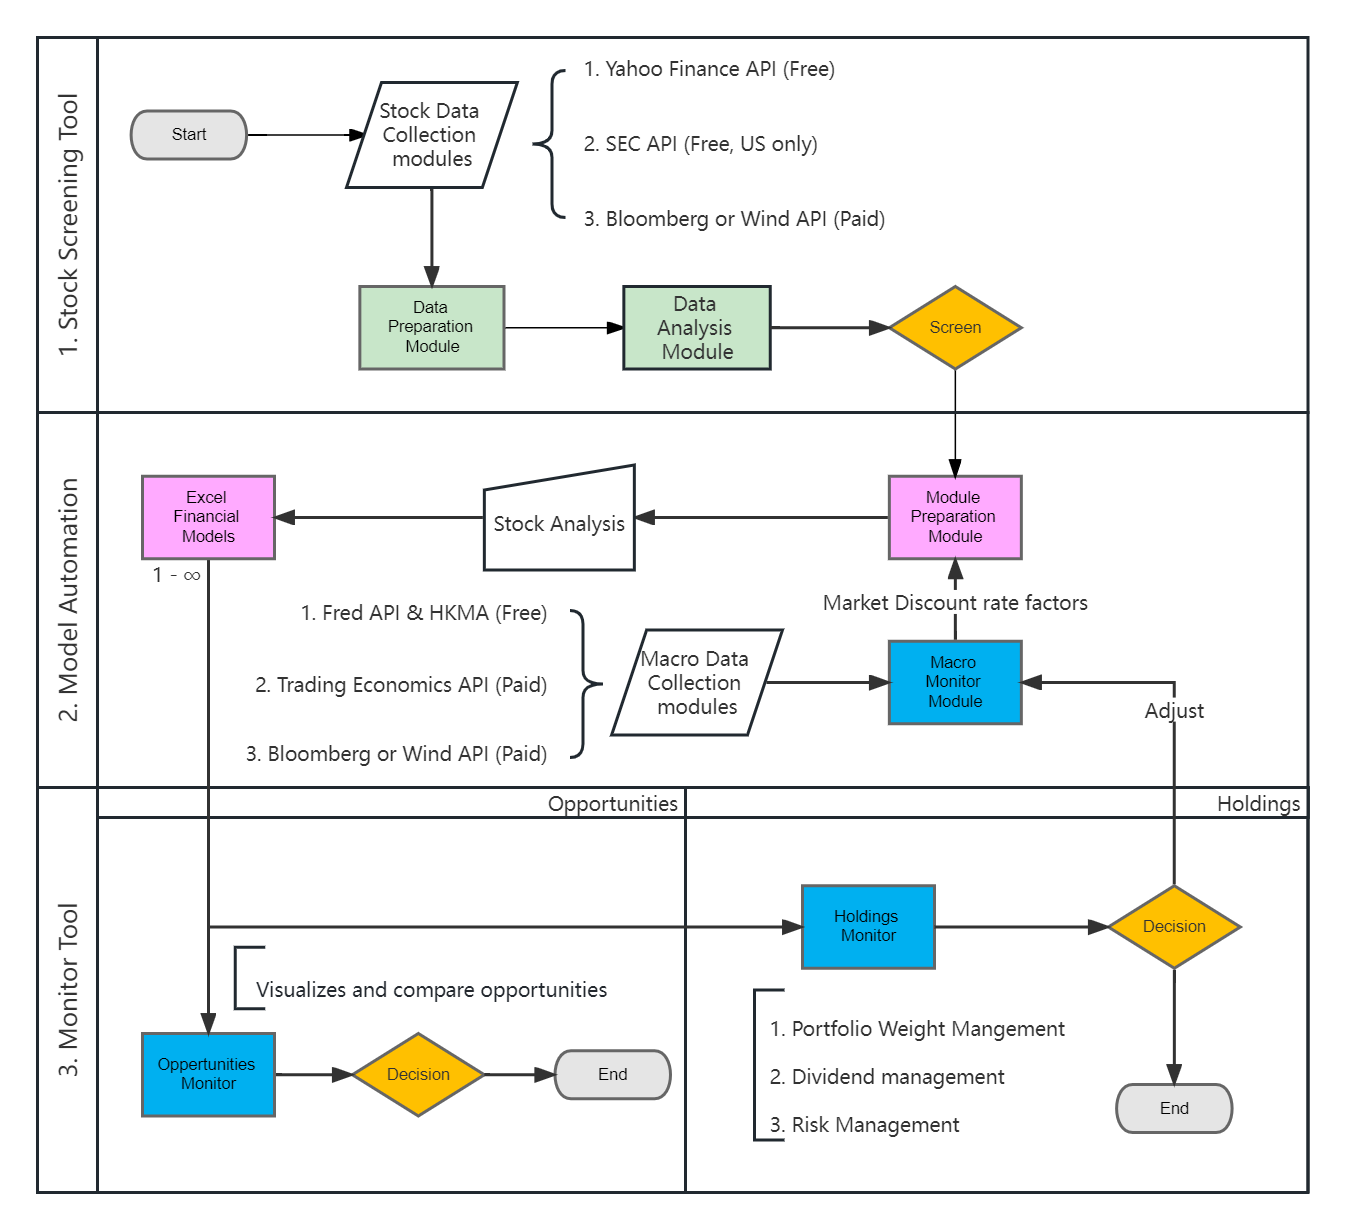 1. Stock Screening Tool
Start
Stock Data
Collection
modules
1. Yahoo Finance API (Free)
2. SEC API (Free, US only)
3. Bloomberg or Wind API (Paid)
Data
Preparation
Module
Data
Analysis
Module
Screen
2. Model Automation
Excel
Financial
Models
1 - ∞
Stock Analysis
Module
Preparation
Module
Market Discount rate factors
1. Fred API & HKMA (Free)
2. Trading Economics API (Paid)
3. Bloomberg or Wind API (Paid)
Macro Data
Collection
modules
Macro
Monitor
Module
Adjust
3. Monitor Tool
Opportunities
Holdings
Holdings
Monitor
Decision
Visualizes and compare opportunities
Oppertunities
Monitor
Decision
End
1. Portfolio Weight Mangement
2. Dividend management
3. Risk Management
End